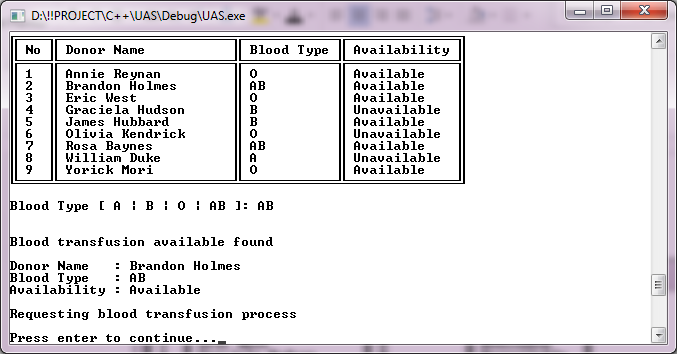 D:\!!PROJECT\C++\UAS\Debug\UAS.exe
No Donor Name Blood Type Availability
1 Annie Reynan O Available
2 Brandon Holmes AB Available
3 Eric West O Available
4 Graciela Hudson B Unavailable
5 James Hubbard B Available
6 Olivia Kendrick O Unavailable
7 Rosa Baynes AB Available
8 William Duke A Unavailable
9 Yorick Mori O Available
Blood Type [ A | B | O | AB ]: AB
Blood transfusion available found
Donor Name : Brandon Holmes
Blood Type : AB
Availability : Available
Requesting blood transfusion process
Press enter to continue..._